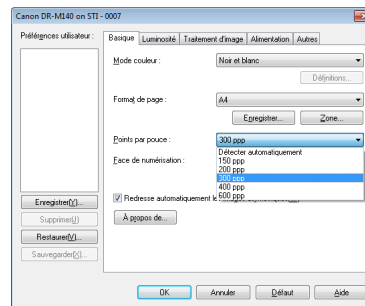 Canon DR-M140 on STI - 0007
Préférences utilisateur :
Basique Luminosité Traitement d'image Alimentation Autres
Mode couleur : Noir et blanc
Définitions...
Format de page : A4
Enregistrer... Zone...
Points par pouce : 300 ppp
Détecter automatiquement
150 ppp
200 ppp
300 ppp
400 ppp
600 ppp
Face de numérisation :
Redresse automatiquement
À propos de...
Enregistrer(Y)...
Supprimer(J)
Restaurer(V)...
Sauvegarder(X)...
OK Annuler Défaut Aide